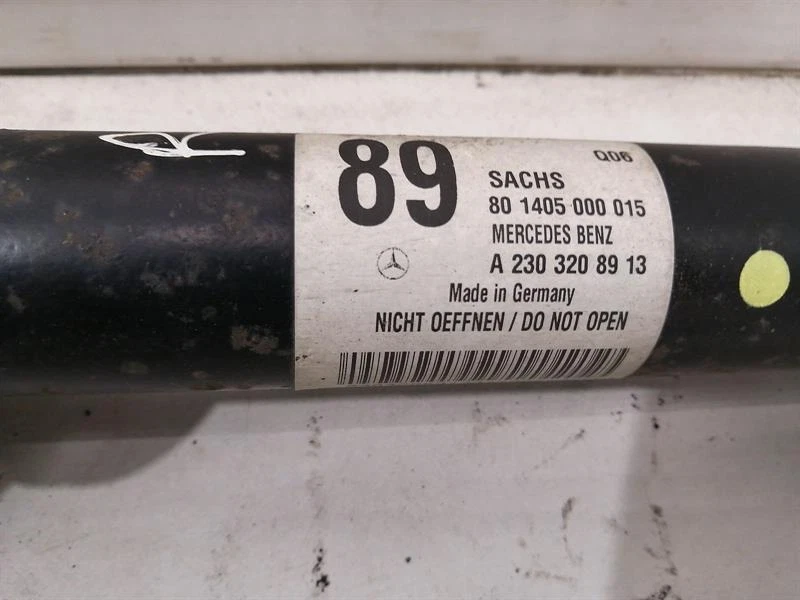 89
Q06
SACHS
80 1405 000 015
MERCEDES BENZ
A 230 320 89 13
Made in Germany
NICHT OEFFNEN / DO NOT OPEN